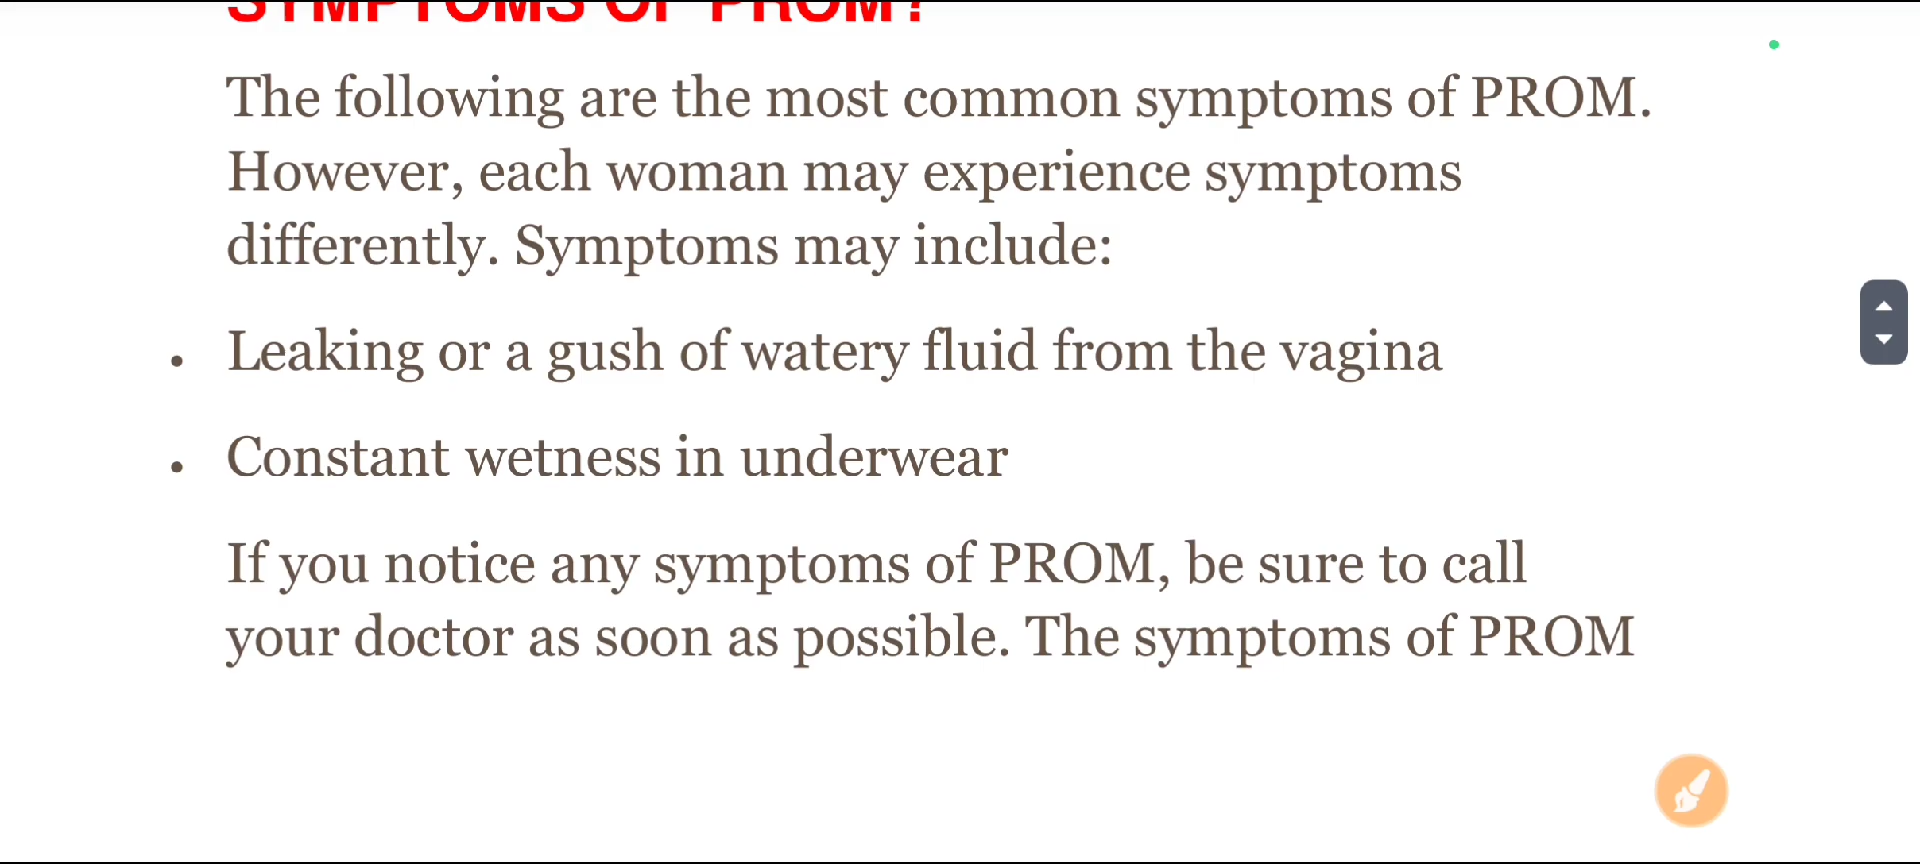 SYMPTOMS OF PROM?
The following are the most common symptoms of PROM.
However, each woman may experience symptoms
differently. Symptoms may include:
• Leaking or a gush of watery fluid from the vagina
• Constant wetness in underwear
If you notice any symptoms of PROM, be sure to call
your doctor as soon as possible. The symptoms of PROM